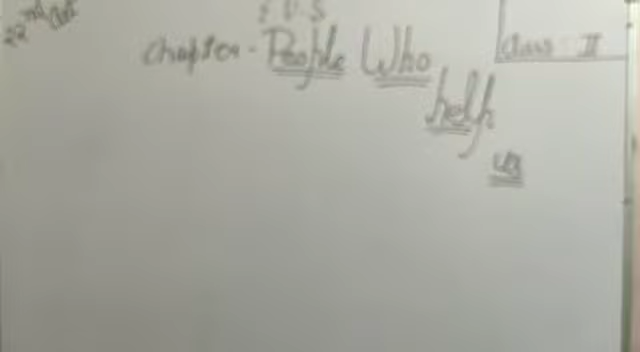 22nd Oct
E.V.S
Class II
Chapter - People Who
help
us